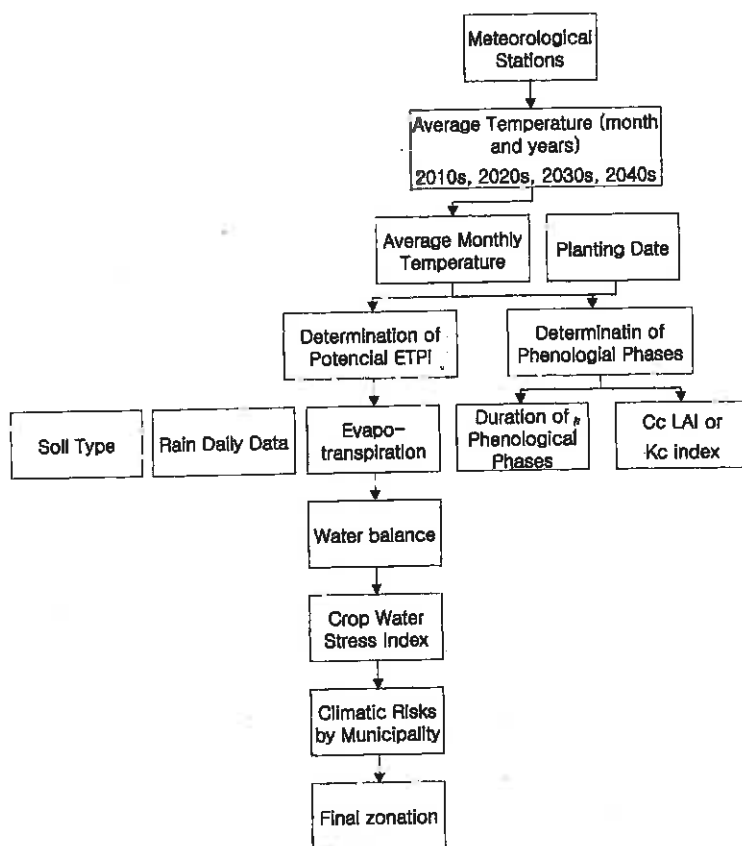 Meteorological
Stations
Average Temperature (month
and years)
2010s, 2020s, 2030s, 2040s
Average Monthly
Temperature
Planting Date
Determination of
Potencial ETPI
Determinatin of
Phenologial Phases
Soil Type
Rain Daily Data
Evapo-
transpiration
Duration of
Phenological
Phases
Cc LAI or
Kc index
Water balance
Crop Water
Stress Index
Climatic Risks
by Municipality
Final zonation